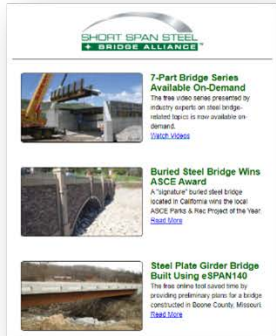 SHORT SPAN STEEL
BRIDGE ALLIANCE
7-Part Bridge Series
Available On-Demand
The free video series presented by
industry experts on steel bridge-
related topics is now available on-
demand.
Watch Videos
Buried Steel Bridge Wins
ASCE Award
A "signature" buried steel bridge
located in California wins the local
ASCE Parks & Rec Project of the Year.
Read More
Steel Plate Girder Bridge
Built Using eSPAN140
The free online tool saved time by
providing preliminary plans for a bridge
constructed in Boone County, Missouri.
Read More